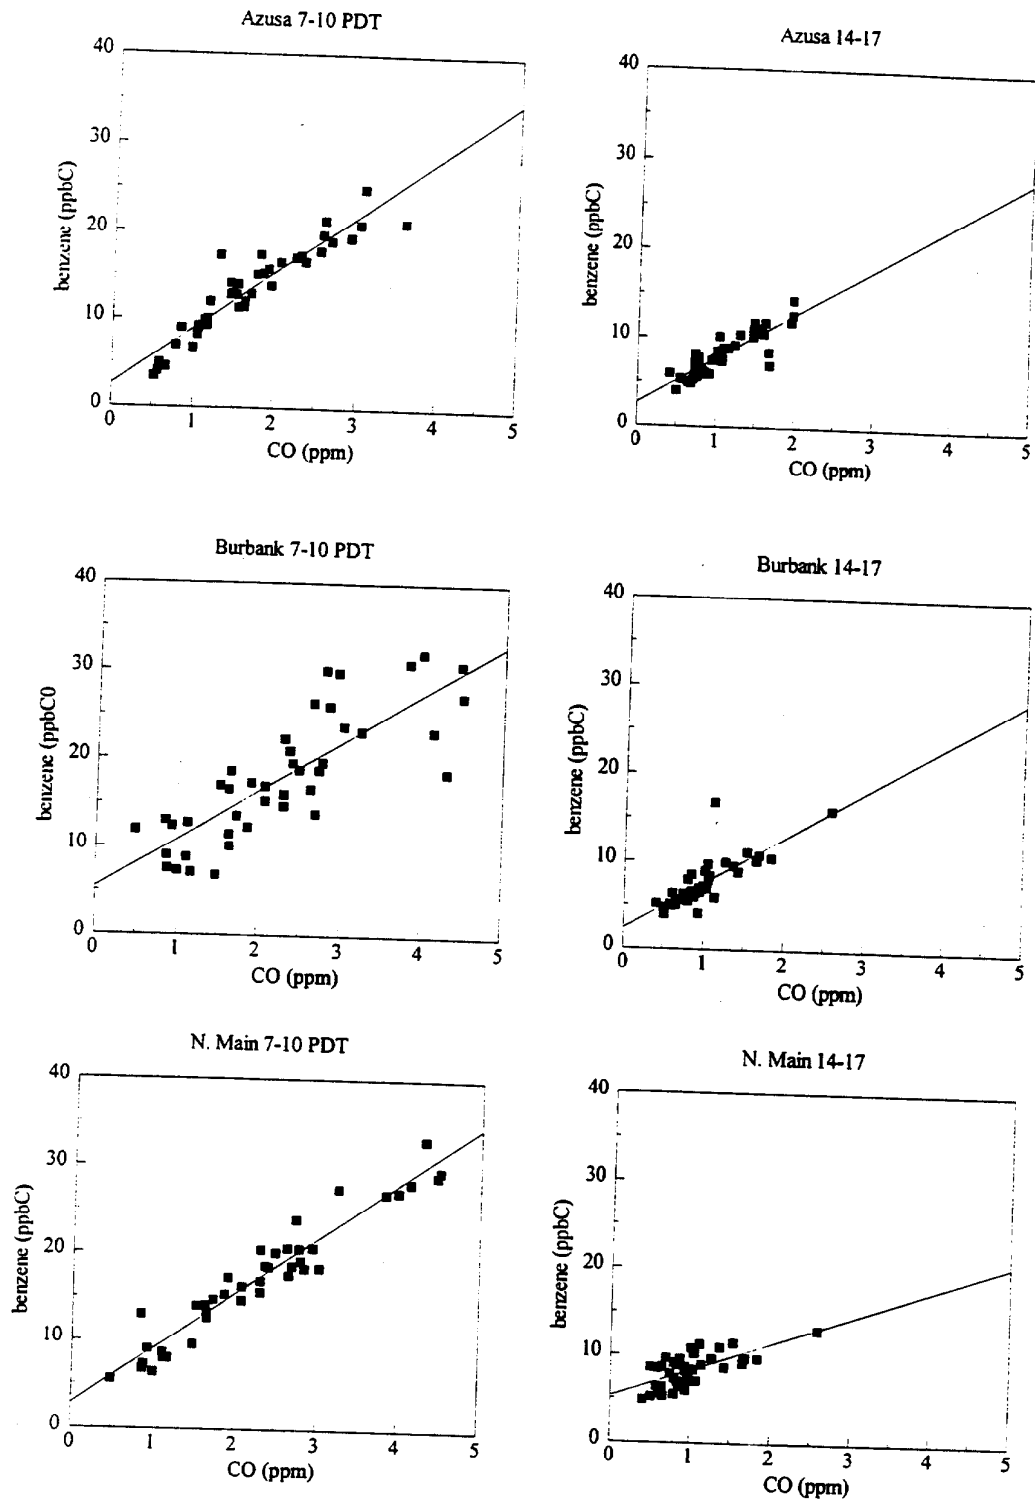 Azusa 7-10 PDT
40
30
20
10
0
benzene (ppbC)
0 1 2 3 4 5
CO (ppm)
Azusa 14-17
40
30
20
10
0
benzene (ppbC)
0 1 2 3 4 5
CO (ppm)
Burbank 7-10 PDT
40
30
20
10
0
benzene (ppbC0
0 1 2 3 4 5
CO (ppm)
Burbank 14-17
40
30
20
10
0
benzene (ppbC)
0 1 2 3 4 5
CO (ppm)
N. Main 7-10 PDT
40
30
20
10
0
benzene (ppbC)
0 1 2 3 4 5
CO (ppm)
N. Main 14-17
40
30
20
10
0
benzene (ppbC)
0 1 2 3 4 5
CO (ppm)